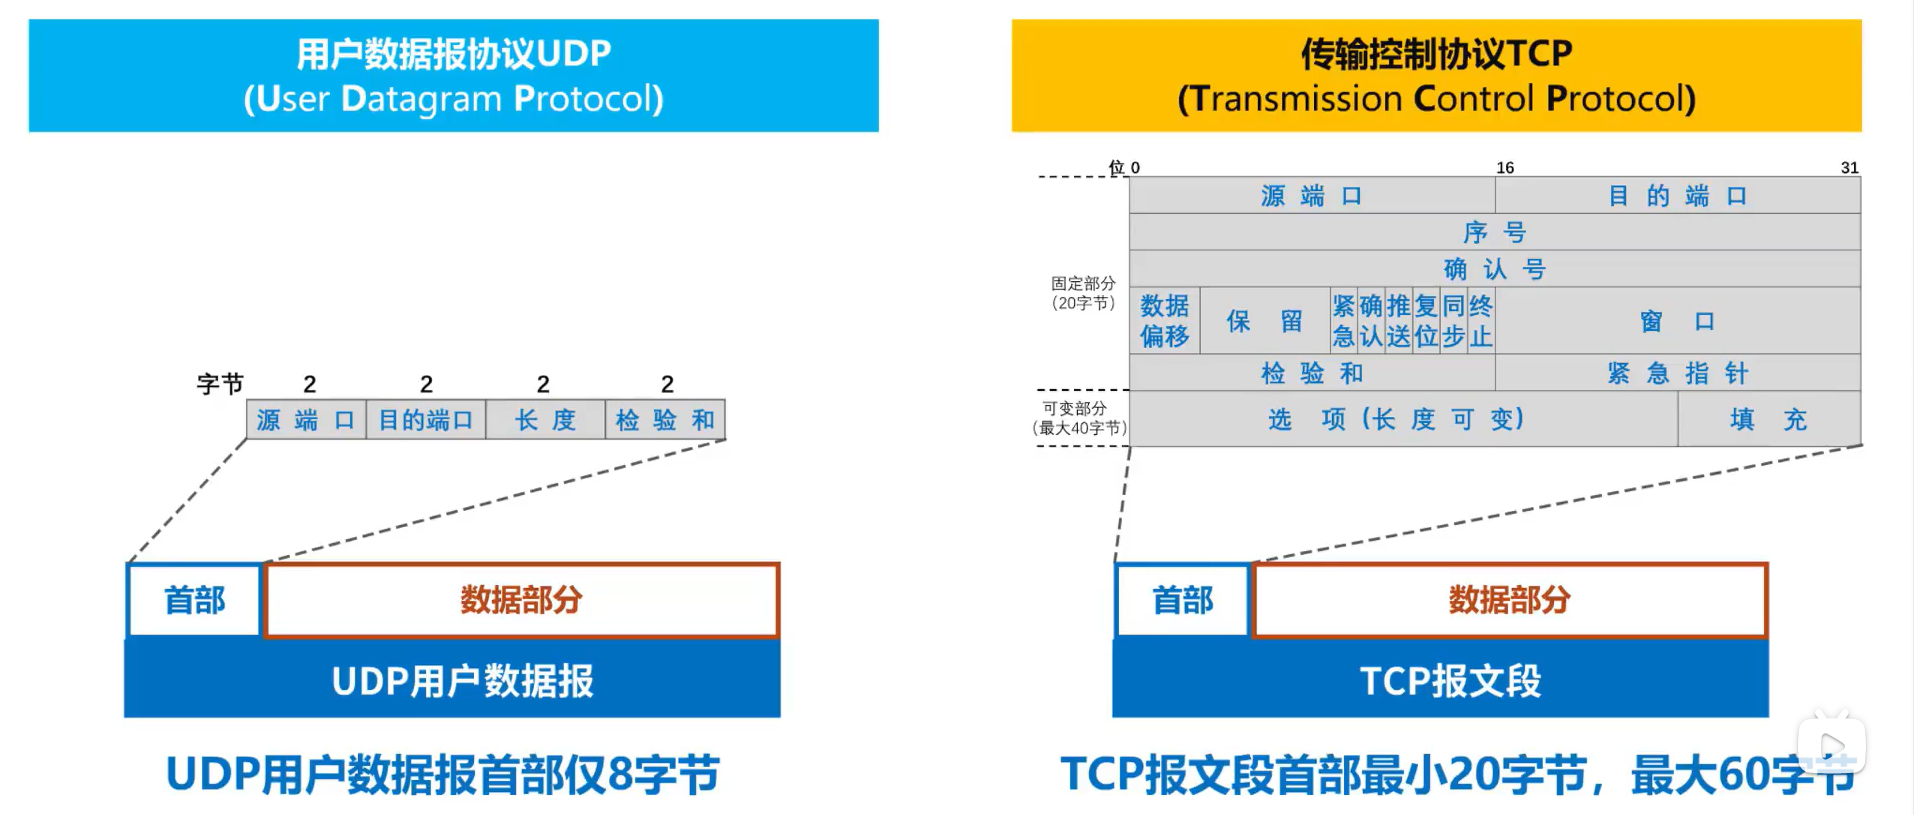 用户数据报协议UDP
(User Datagram Protocol)
字节 2 2 2 2
源端口 目的端口 长度 检验和
首部 数据部分
UDP用户数据报
UDP用户数据报首部仅8字节
传输控制协议TCP
(Transmission Control Protocol)
位 0 16 31
源端口 目的端口
序号
确认号
固定部分
（20字节）
数据偏移 保留 紧急 确认 推送 复位 同步 终止 窗口
检验和 紧急指针
可变部分
（最大40字节）
选项(长度可变) 填充
首部 数据部分
TCP报文段
TCP报文段首部最小20字节，最大60字节